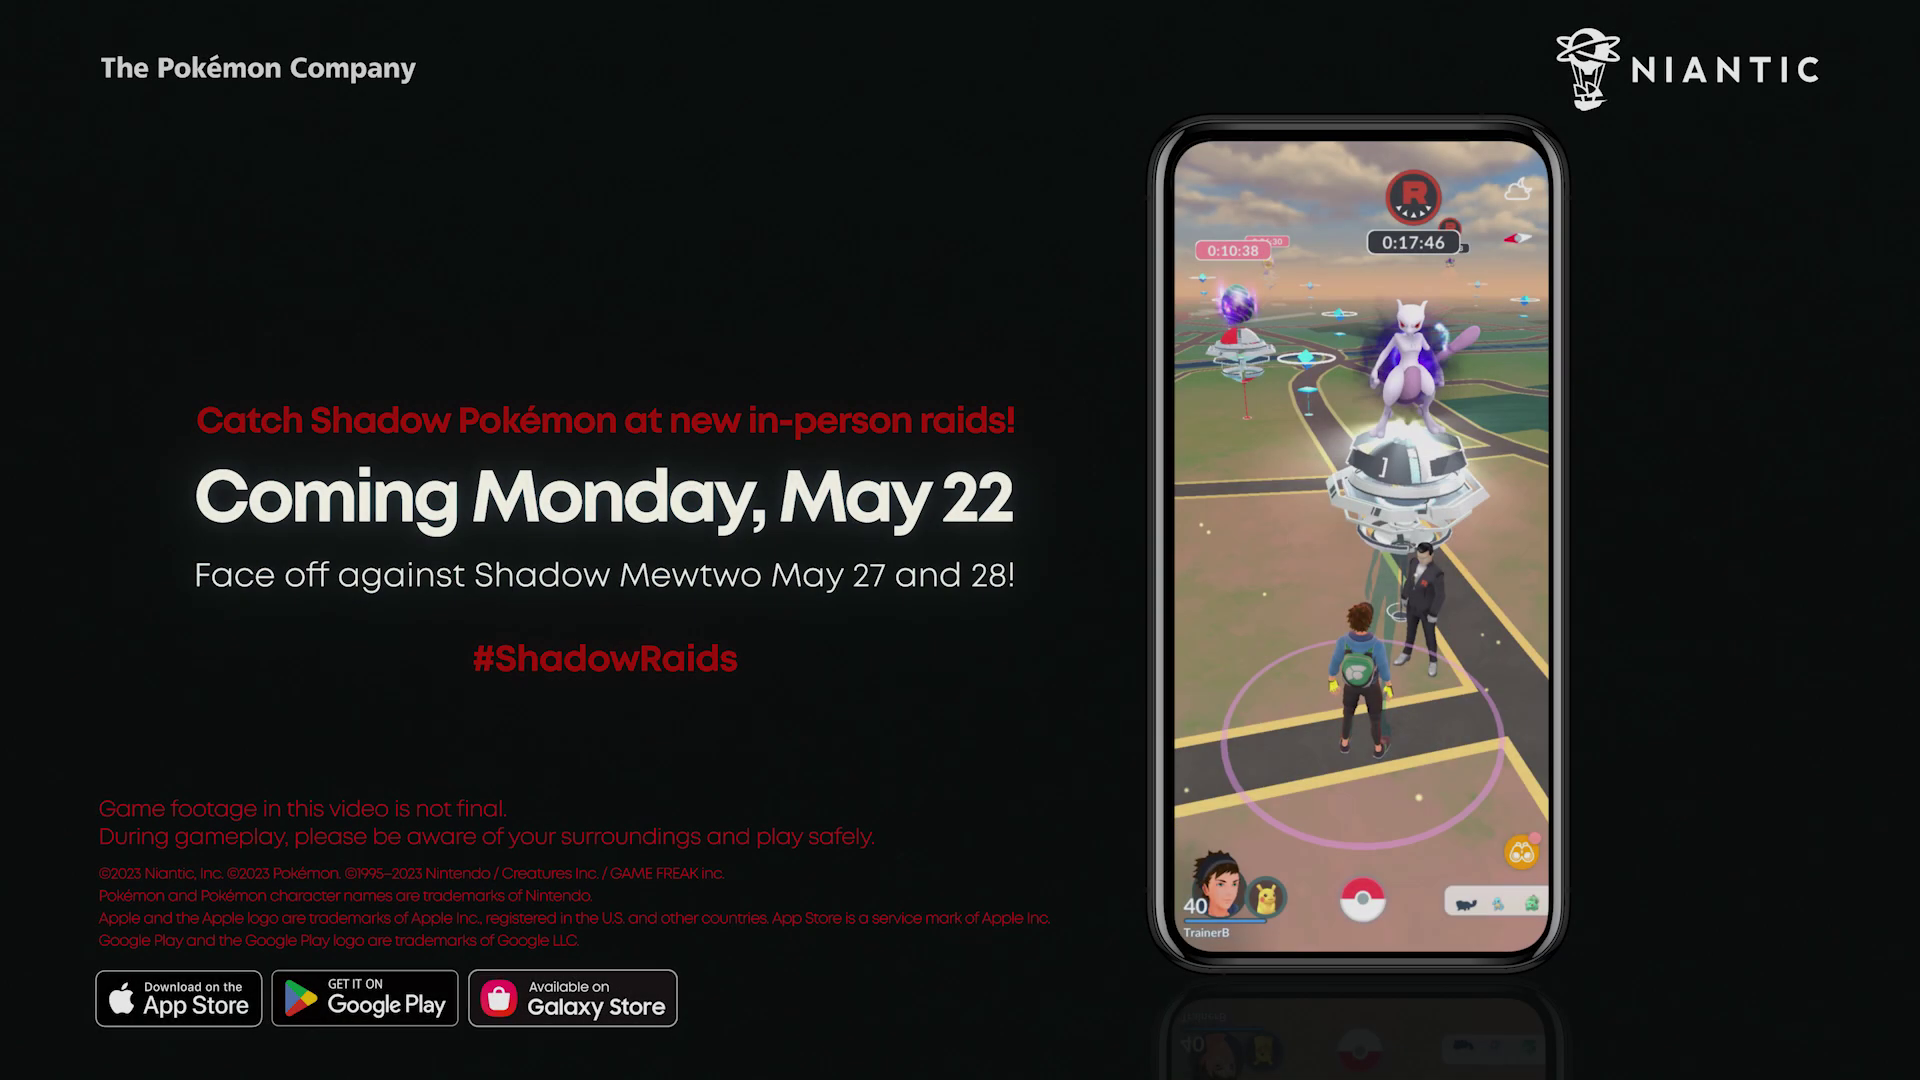 The Pokémon Company
NIANTIC
R
0:17:46
0:10:38
Catch Shadow Pokémon at new in-person raids!
Coming Monday, May 22
Face off against Shadow Mewtwo May 27 and 28!
#ShadowRaids
Game footage in this video is not final.
During gameplay, please be aware of your surroundings and play safely.
©2023 Niantic, Inc. ©2023 Pokémon. ©1995–2023 Nintendo / Creatures Inc. / GAME FREAK inc.
Pokémon and Pokémon character names are trademarks of Nintendo.
Apple and the Apple logo are trademarks of Apple Inc., registered in the U.S. and other countries. App Store is a service mark of Apple Inc.
Google Play and the Google Play logo are trademarks of Google LLC.
40
TrainerB
Download on the
App Store
GET IT ON
Google Play
Available on
Galaxy Store